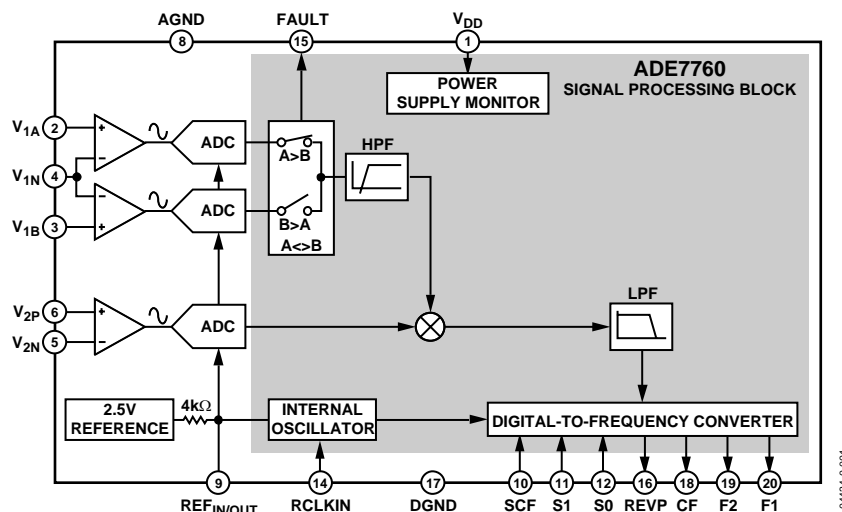 AGND
FAULT
VDD
8
15
1
ADE7760
SIGNAL PROCESSING BLOCK
POWER
SUPPLY MONITOR
V1A 2
+
−
ADC
A>B
HPF
V1N 4
−
+
ADC
B>A
A<>B
V1B 3
V2P 6
+
−
ADC
V2N 5
LPF
2.5V
REFERENCE
4kΩ
INTERNAL
OSCILLATOR
DIGITAL-TO-FREQUENCY CONVERTER
9
14
17
10
11
12
16
18
19
20
REFIN/OUT
RCLKIN
DGND
SCF
S1
S0
REVP
CF
F2
F1